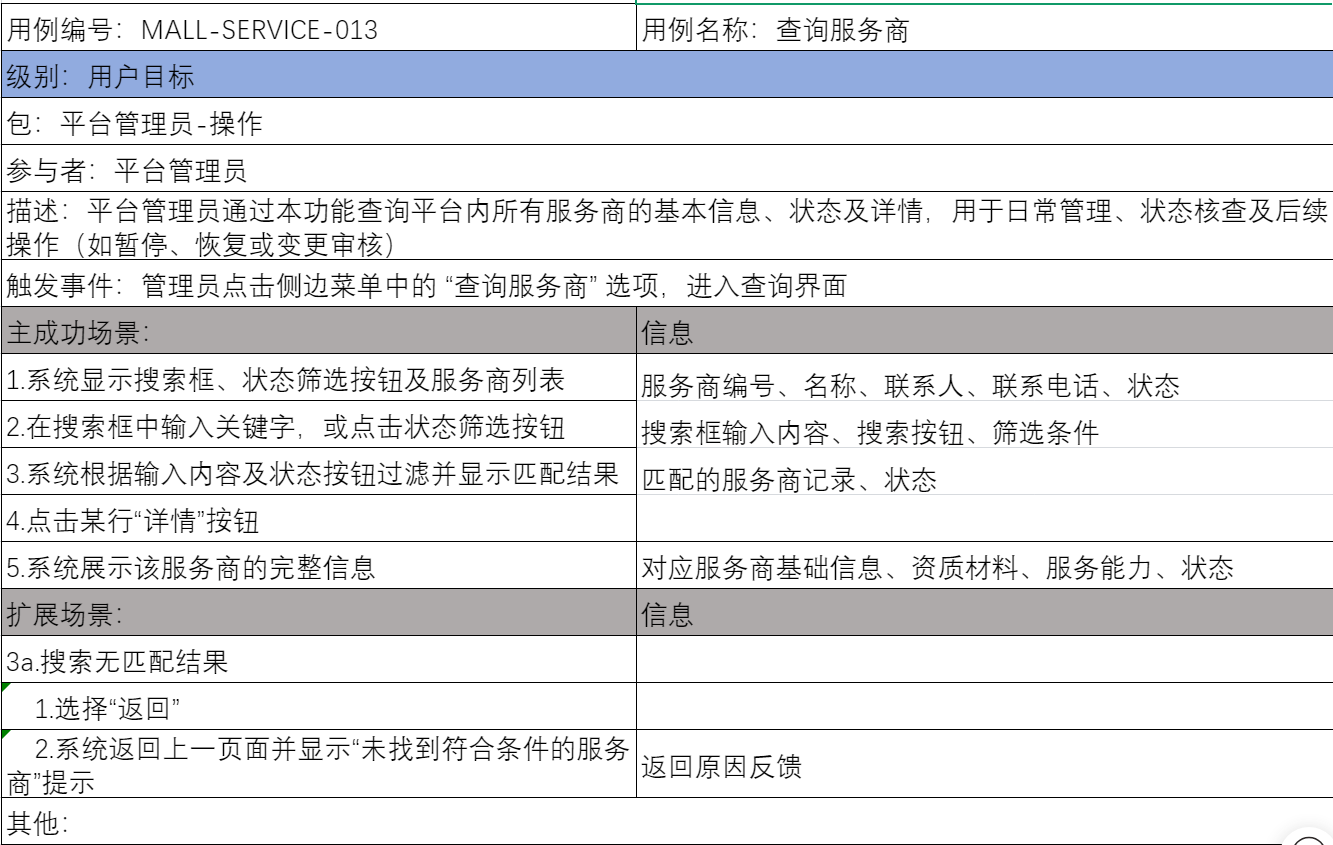 用例编号：MALL-SERVICE-013
用例名称：查询服务商
级别：用户目标
包：平台管理员-操作
参与者：平台管理员
描述：平台管理员通过本功能查询平台内所有服务商的基本信息、状态及详情，用于日常管理、状态核查及后续
操作（如暂停、恢复或变更审核）
触发事件：管理员点击侧边菜单中的 “查询服务商” 选项，进入查询界面
主成功场景：
信息
1.系统显示搜索框、状态筛选按钮及服务商列表
服务商编号、名称、联系人、联系电话、状态
2.在搜索框中输入关键字，或点击状态筛选按钮
搜索框输入内容、搜索按钮、筛选条件
3.系统根据输入内容及状态按钮过滤并显示匹配结果
匹配的服务商记录、状态
4.点击某行“详情”按钮
5.系统展示该服务商的完整信息
对应服务商基础信息、资质材料、服务能力、状态
扩展场景：
信息
3a.搜索无匹配结果
1.选择“返回”
2.系统返回上一页面并显示“未找到符合条件的服务
商”提示
返回原因反馈
其他：